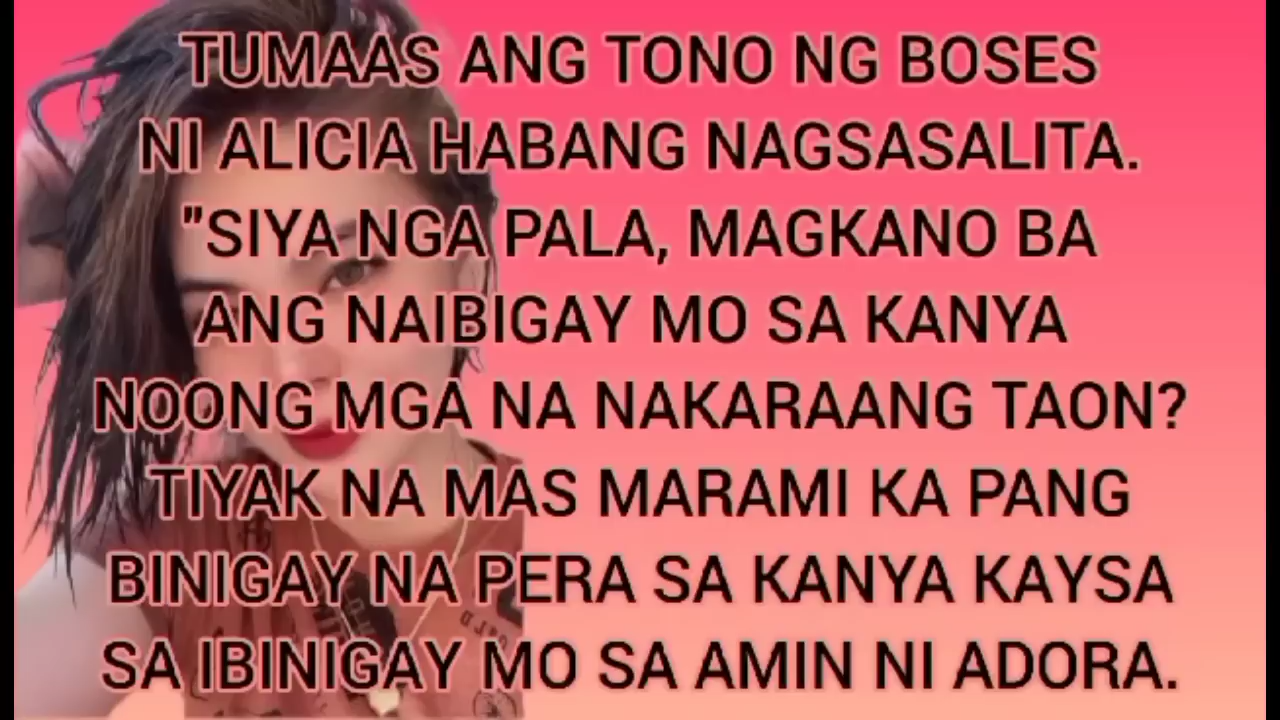 TUMAAS ANG TONO NG BOSES
NI ALICIA HABANG NAGSASALITA.
"SIYA NGA PALA, MAGKANO BA
ANG NAIBIGAY MO SA KANYA
NOONG MGA NA NAKARAANG TAON?
TIYAK NA MAS MARAMI KA PANG
BINIGAY NA PERA SA KANYA KAYSA
SA IBINIGAY MO SA AMIN NI ADORA.